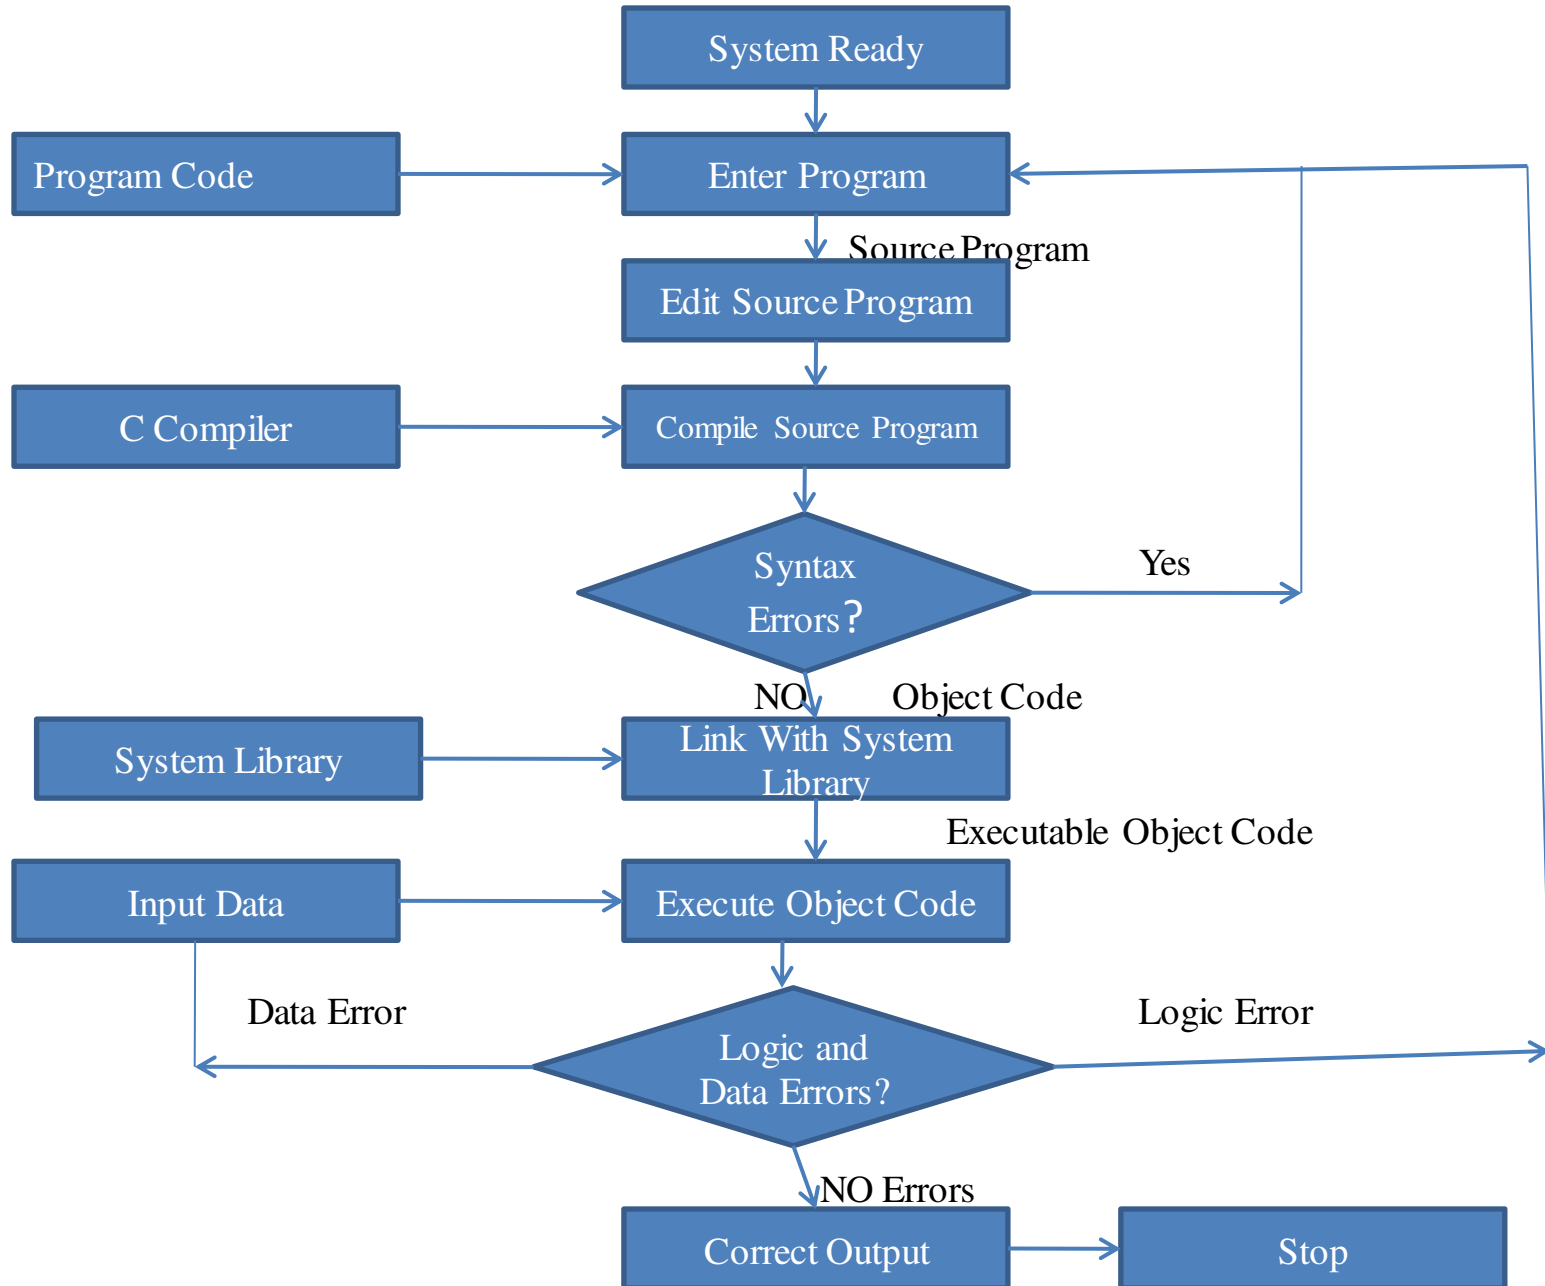 System Ready
Program Code
Enter Program
Source Program
Edit Source Program
C Compiler
Compile Source Program
Syntax
Errors?
Yes
NO
Object Code
System Library
Link With System
Library
Executable Object Code
Input Data
Execute Object Code
Data Error
Logic Error
Logic and
Data Errors?
NO Errors
Correct Output
Stop